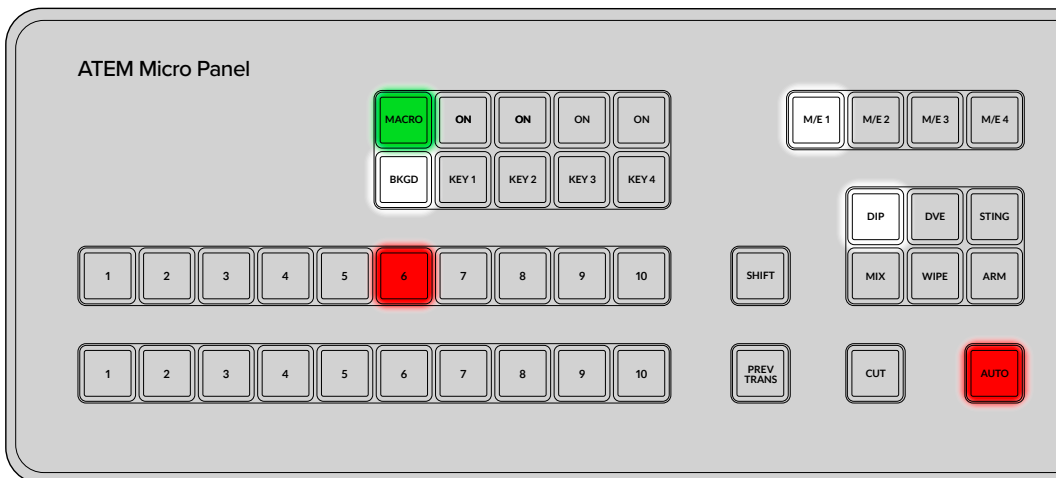 ATEM Micro Panel
MACRO ON ON ON ON
BKGD KEY 1 KEY 2 KEY 3 KEY 4
M/E 1 M/E 2 M/E 3 M/E 4
DIP DVE STING
1 2 3 4 5 6 7 8 9 10
SHIFT
MIX WIPE ARM
1 2 3 4 5 6 7 8 9 10
PREV
TRANS
CUT
AUTO